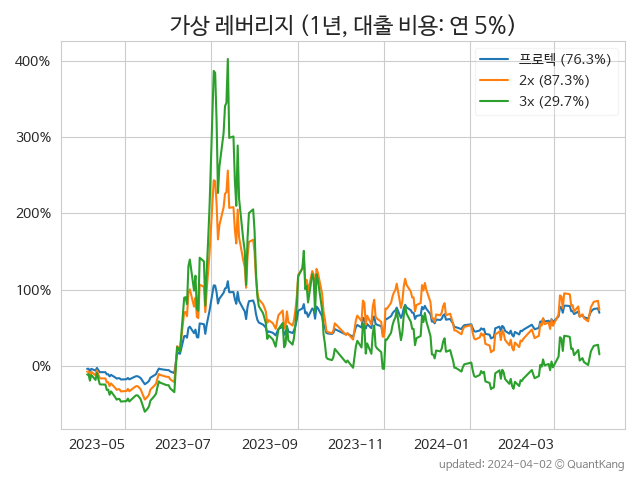 가상 레버리지 (1년, 대출 비용: 연 5%)
400%
300%
200%
100%
0%
프로텍 (76.3%)
2x (87.3%)
3x (29.7%)
2023-05
2023-07
2023-09
2023-11
2024-01
2024-03
updated: 2024-04-02 © QuantKang